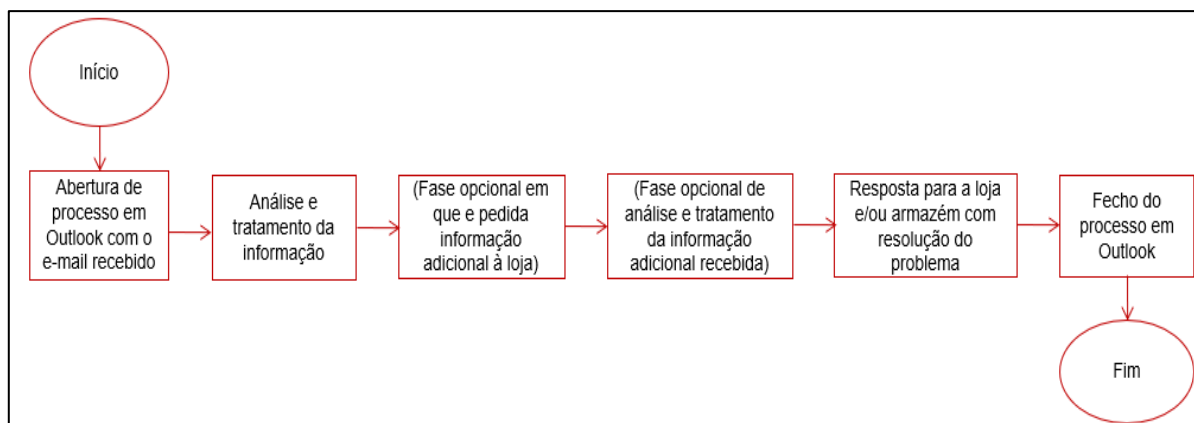 Início
Abertura de
processo em
Outlook com o
e-mail recebido
Análise e
tratamento da
informação
(Fase opcional em
que e pedida
informação
adicional à loja)
(Fase opcional de
análise e tratamento
da informação
adicional recebida)
Resposta para a loja
e/ou armazém com
resolução do
problema
Fecho do
processo em
Outlook
Fim